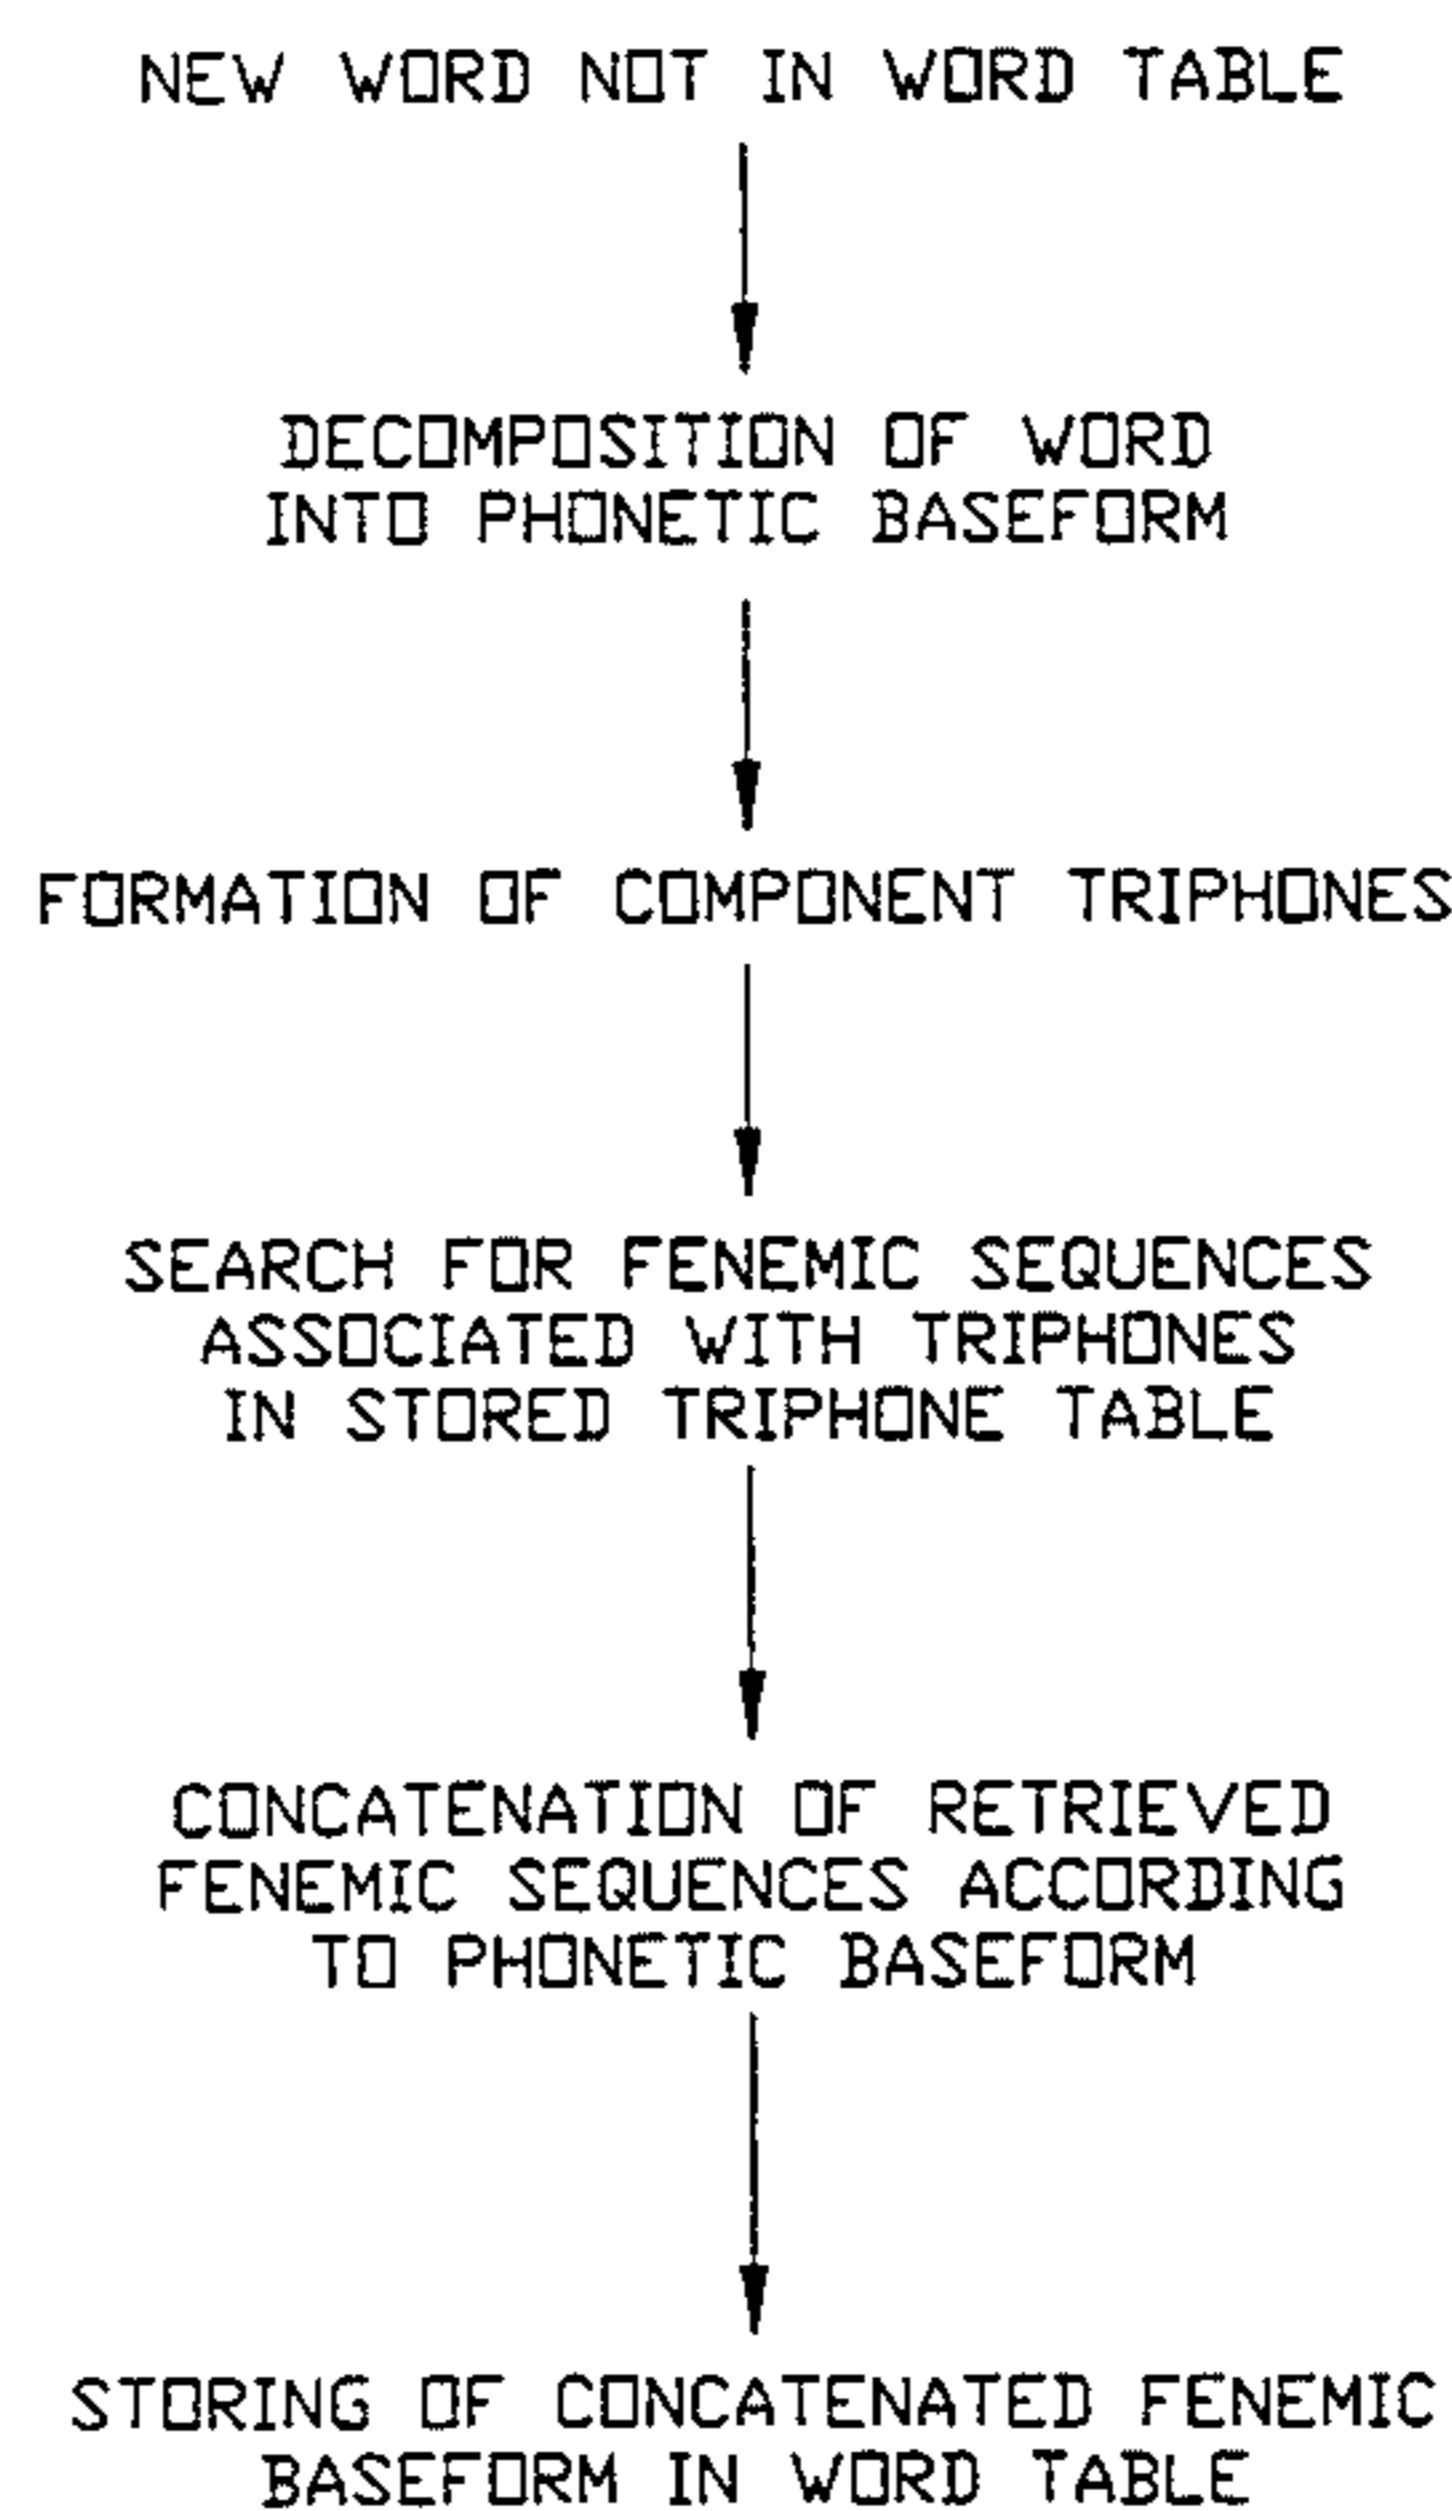 NEW WORD NOT IN WORD TABLE
DECOMPOSITION OF WORD
INTO PHONETIC BASEFORM
FORMATION OF COMPONENT TRIPHONES
SEARCH FOR FENEMIC SEQUENCES
ASSOCIATED WITH TRIPHONES
IN STORED TRIPHONE TABLE
CONCATENATION OF RETRIEVED
FENEMIC SEQUENCES ACCORDING
TO PHONETIC BASEFORM
STORING OF CONCATENATED FENEMIC
BASEFORM IN WORD TABLE